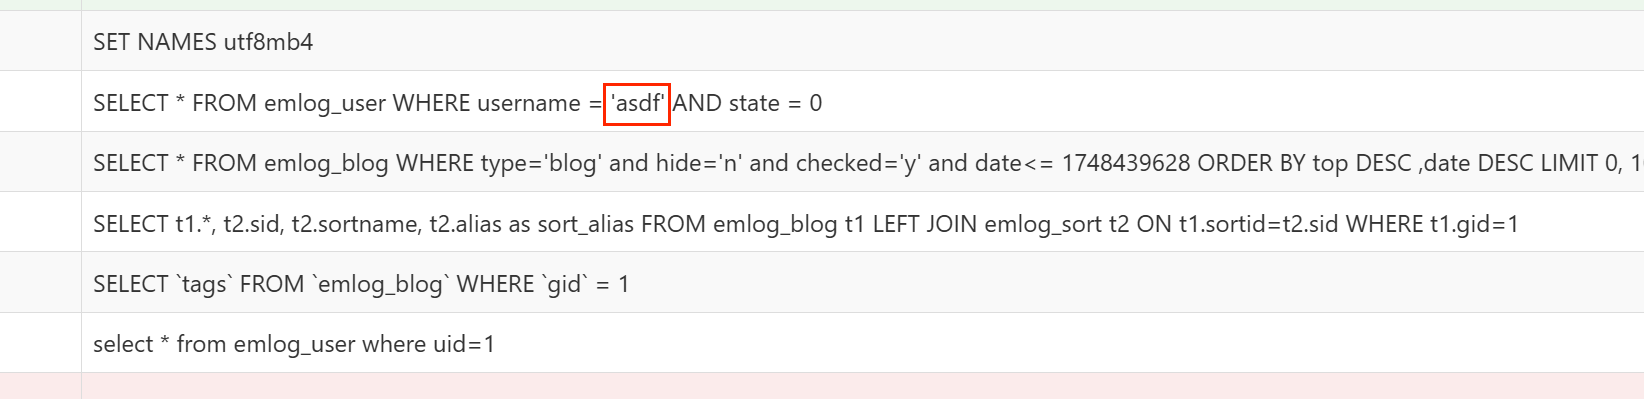 SET NAMES utf8mb4
SELECT * FROM emlog_user WHERE username = 'asdf' AND state = 0
SELECT * FROM emlog_blog WHERE type='blog' and hide='n' and checked='y' and date<= 1748439628 ORDER BY top DESC ,date DESC LIMIT 0,
SELECT t1.*, t2.sid, t2.sortname, t2.alias as sort_alias FROM emlog_blog t1 LEFT JOIN emlog_sort t2 ON t1.sortid=t2.sid WHERE t1.gid=1
SELECT `tags` FROM `emlog_blog` WHERE `gid` = 1
select * from emlog_user where uid=1